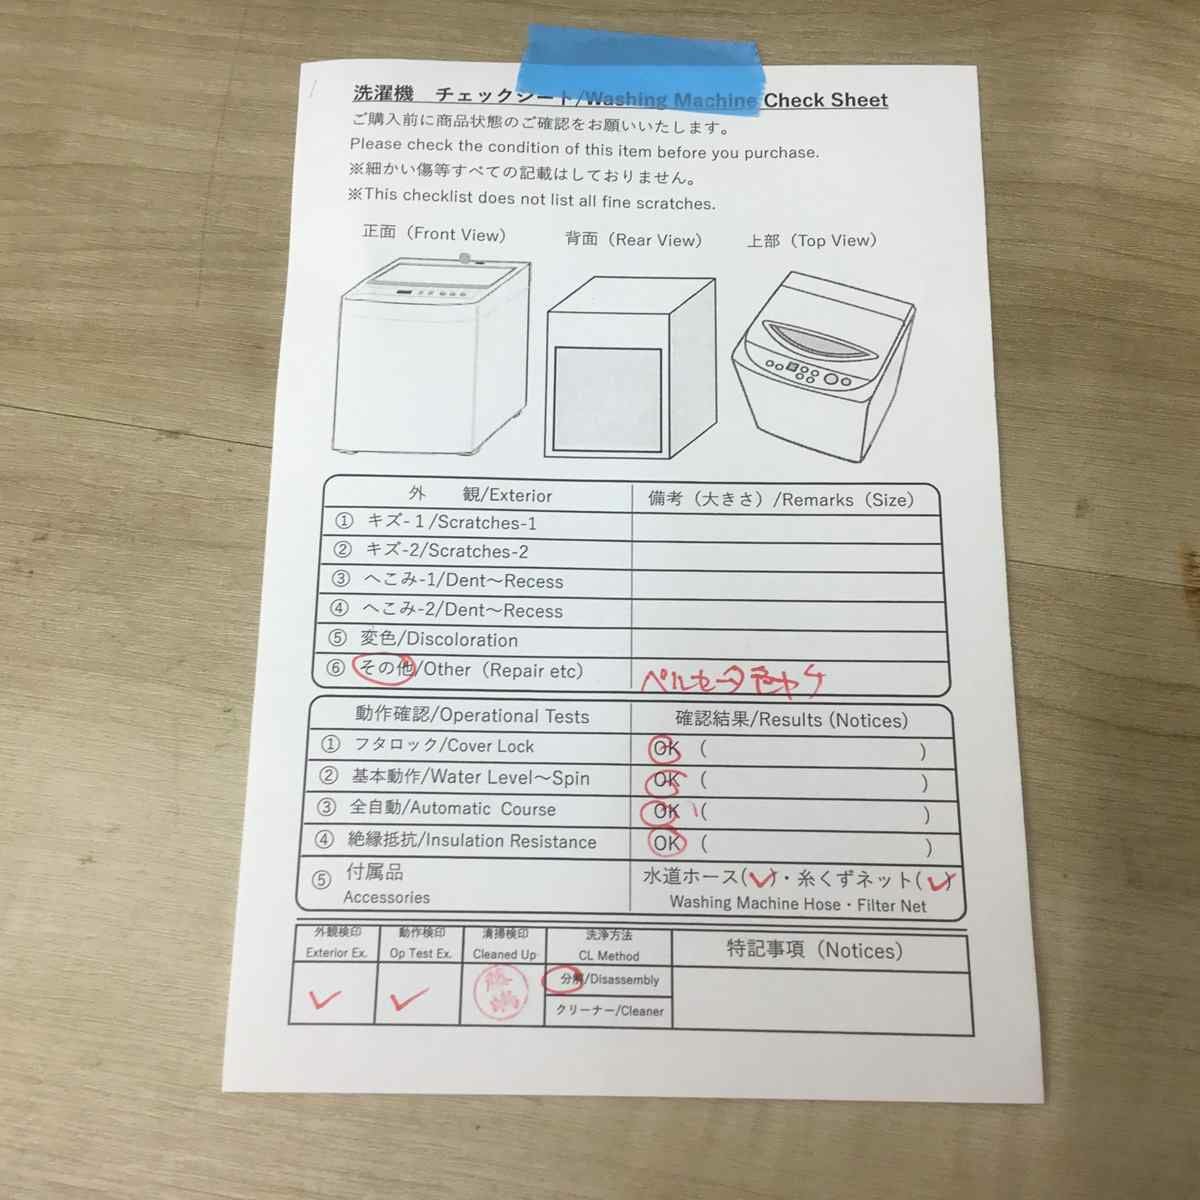 洗濯機 チェックシート/Washing Machine Check Sheet
ご購入前に商品状態のご確認をお願いいたします。
Please check the condition of this item before you purchase.
※細かい傷等すべての記載はしておりません。
※This checklist does not list all fine scratches.
正面（Front View） 背面（Rear View） 上部（Top View）
外 観/Exterior 備考（大きさ）/Remarks（Size）
① キズ-１/Scratches-1
② キズ-2/Scratches-2
③ へこみ-1/Dent～Recess
④ へこみ-2/Dent～Recess
⑤ 変色/Discoloration
⑥ その他/Other（Repair etc）
動作確認/Operational Tests 確認結果/Results (Notices)
① フタロック/Cover Lock OK ( )
② 基本動作/Water Level～Spin OK ( )
③ 全自動/Automatic Course OK ( )
④ 絶縁抵抗/Insulation Resistance OK ( )
⑤ 付属品 水道ホース(✓)・糸くずネット(✓)
Accessories Washing Machine Hose・Filter Net
外観検印 動作検印 清掃検印 洗浄方法 特記事項（Notices）
Exterior Ex. Op Test Ex. Cleaned Up CL Method
✓ ✓ 分解/Disassembly
クリーナー/Cleaner